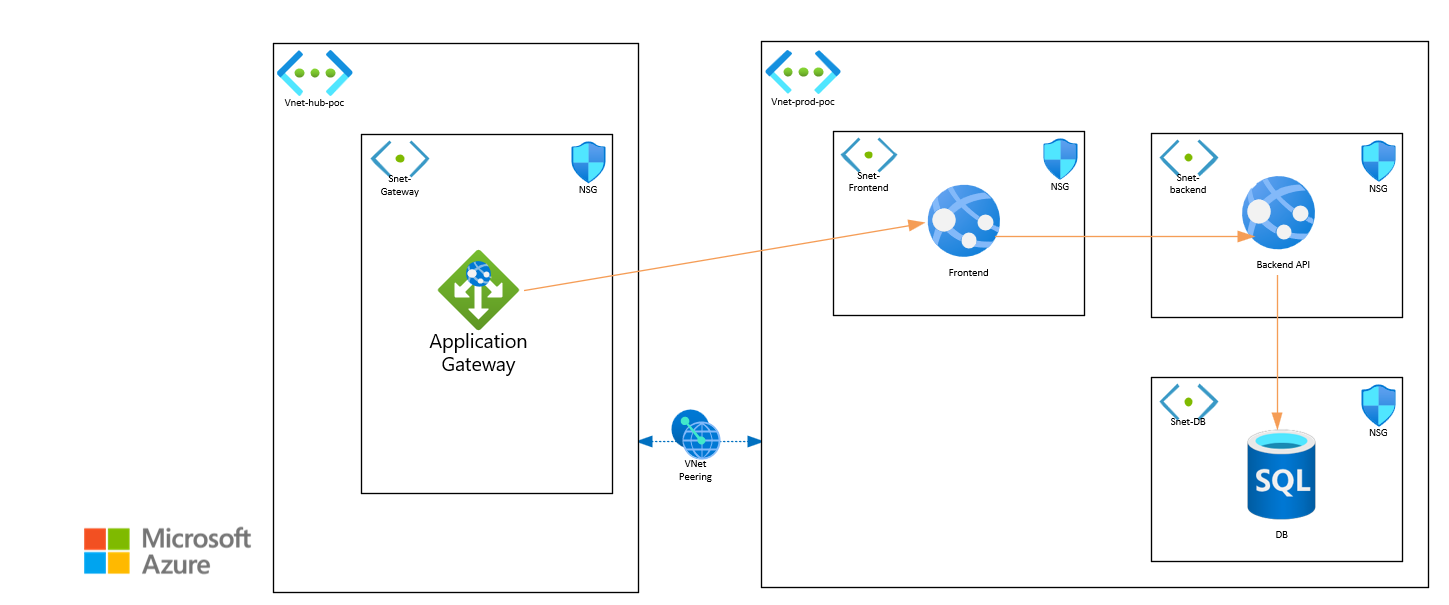 Vnet-hub-poc
Snet-
Gateway
NSG
Application
Gateway
VNet
Peering
Vnet-prod-poc
Snet-
Frontend
NSG
Frontend
Snet-
backend
NSG
Backend API
Snet-DB
NSG
SQL
DB
Microsoft
Azure